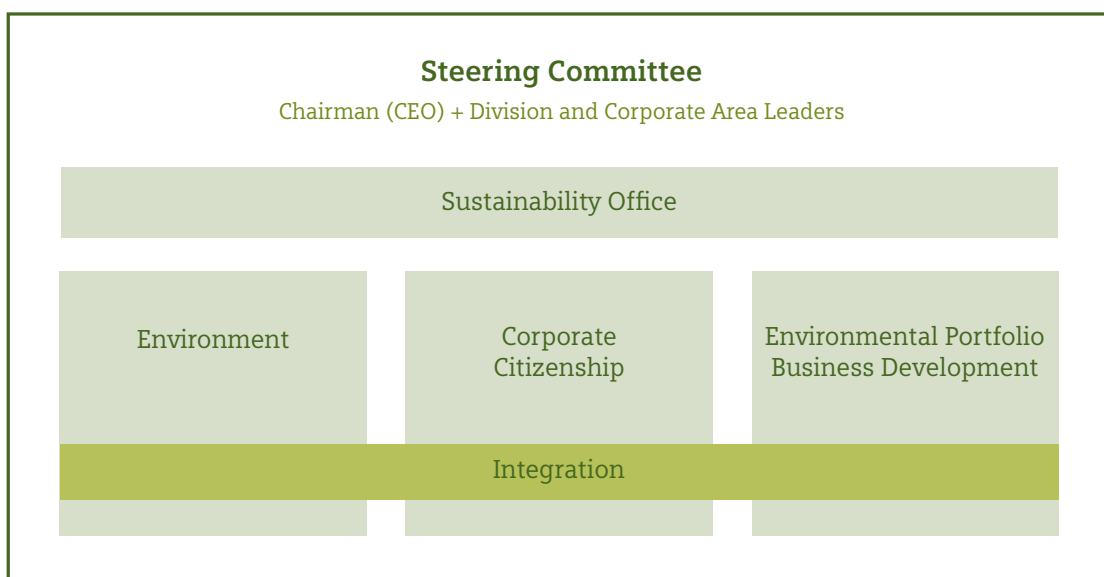 Steering Committee
Chairman (CEO) + Division and Corporate Area Leaders
Sustainability Office
Environment
Corporate
Citizenship
Environmental Portfolio
Business Development
Integration